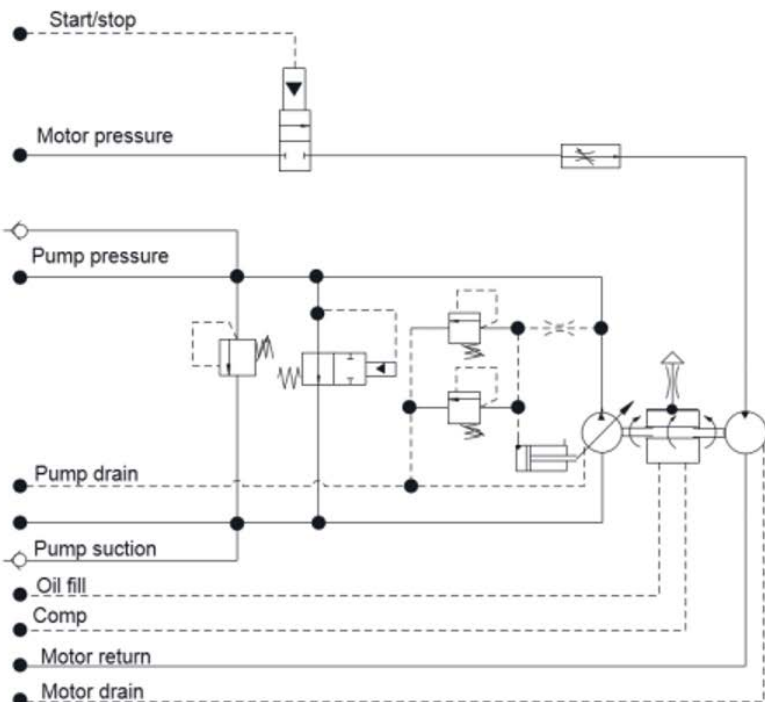 Start/stop
Motor pressure
Pump pressure
Pump drain
Pump suction
Oil fill
Comp
Motor return
Motor drain